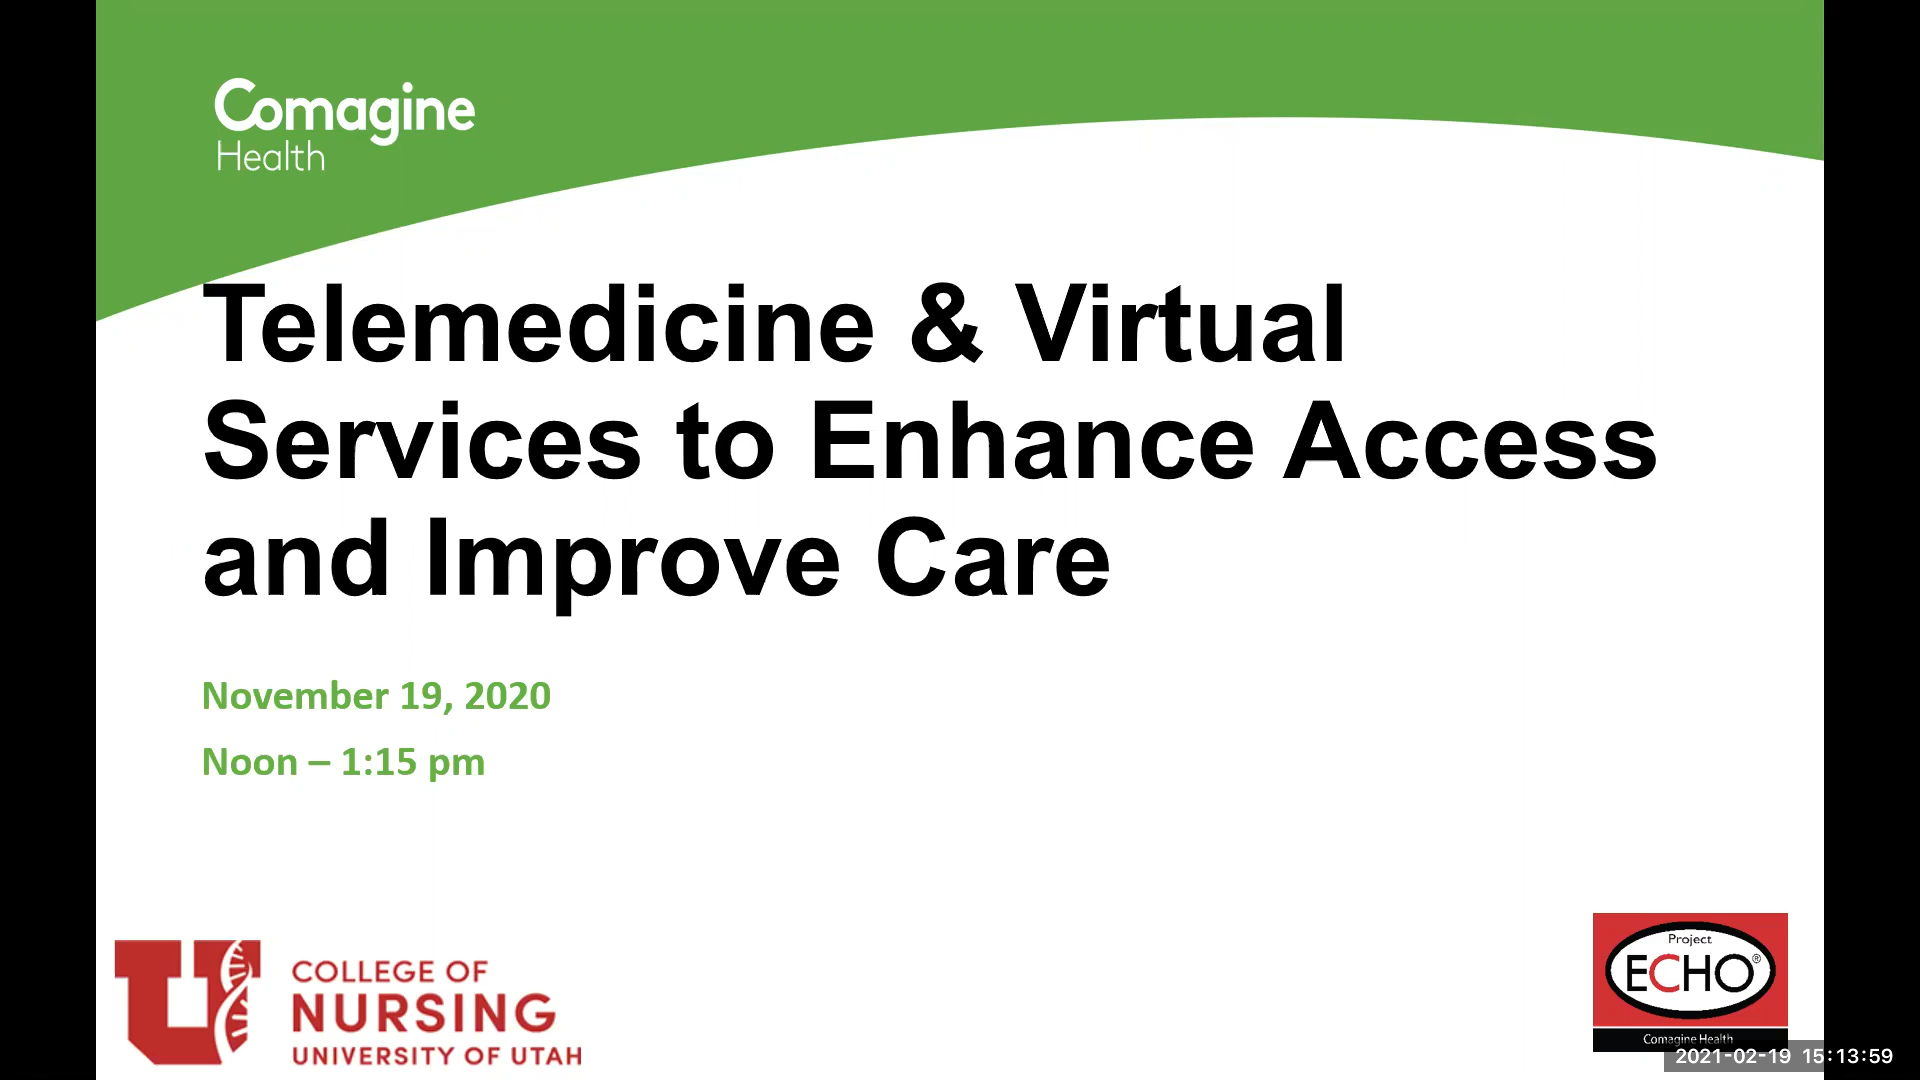 Comagine
Health
Telemedicine & Virtual
Services to Enhance Access
and Improve Care
November 19, 2020
Noon – 1:15 pm
COLLEGE OF
NURSING
UNIVERSITY OF UTAH
Project
ECHO®
Comagine Health
2021-02-19 15:13:59